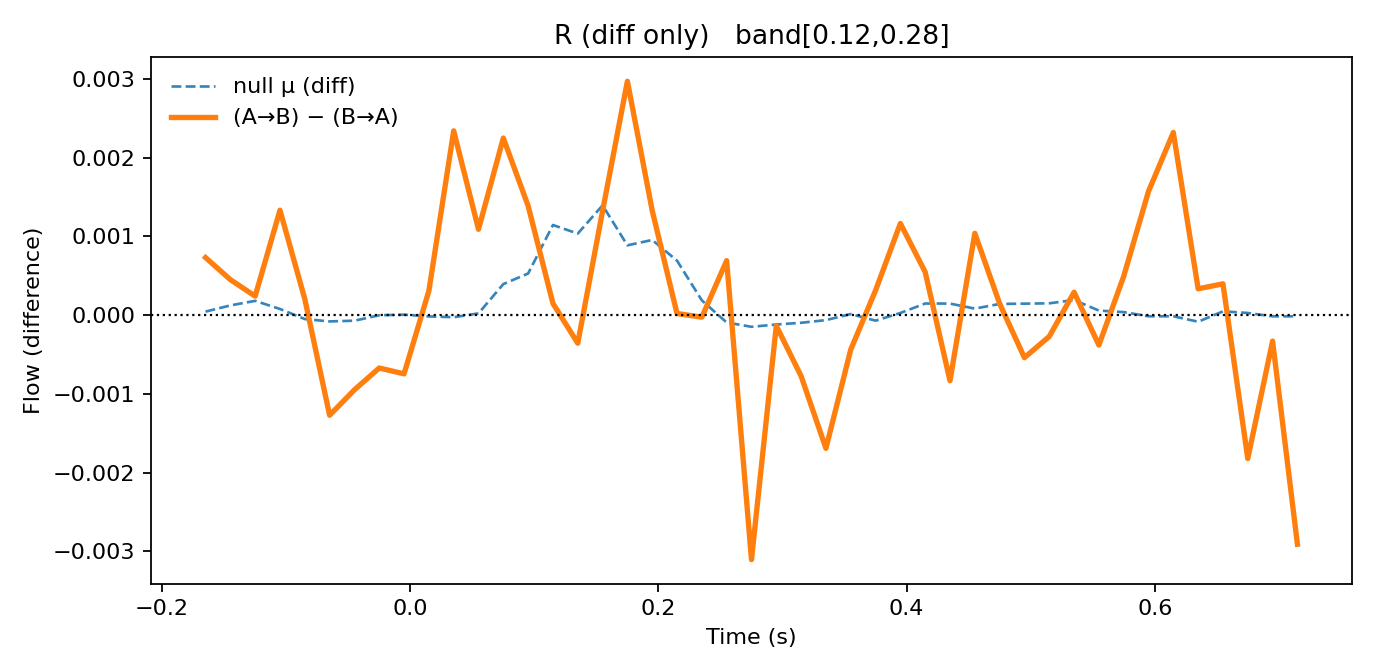 R (diff only)   band[0.12,0.28]
null μ (diff)
(A→B) − (B→A)
Flow (difference)
0.003
0.002
0.001
0.000
−0.001
−0.002
−0.003
−0.2
0.0
0.2
0.4
0.6
Time (s)